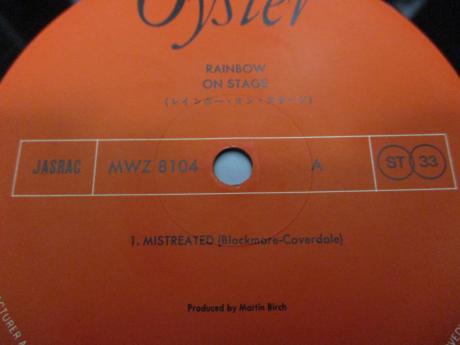 Oyster
RAINBOW
ON STAGE
(レインボー・オン・ステージ)
JASRAC MWZ 8104 A ST 33
1. MISTREATED (Blackmore-Coverdale)
Produced by Martin Birch